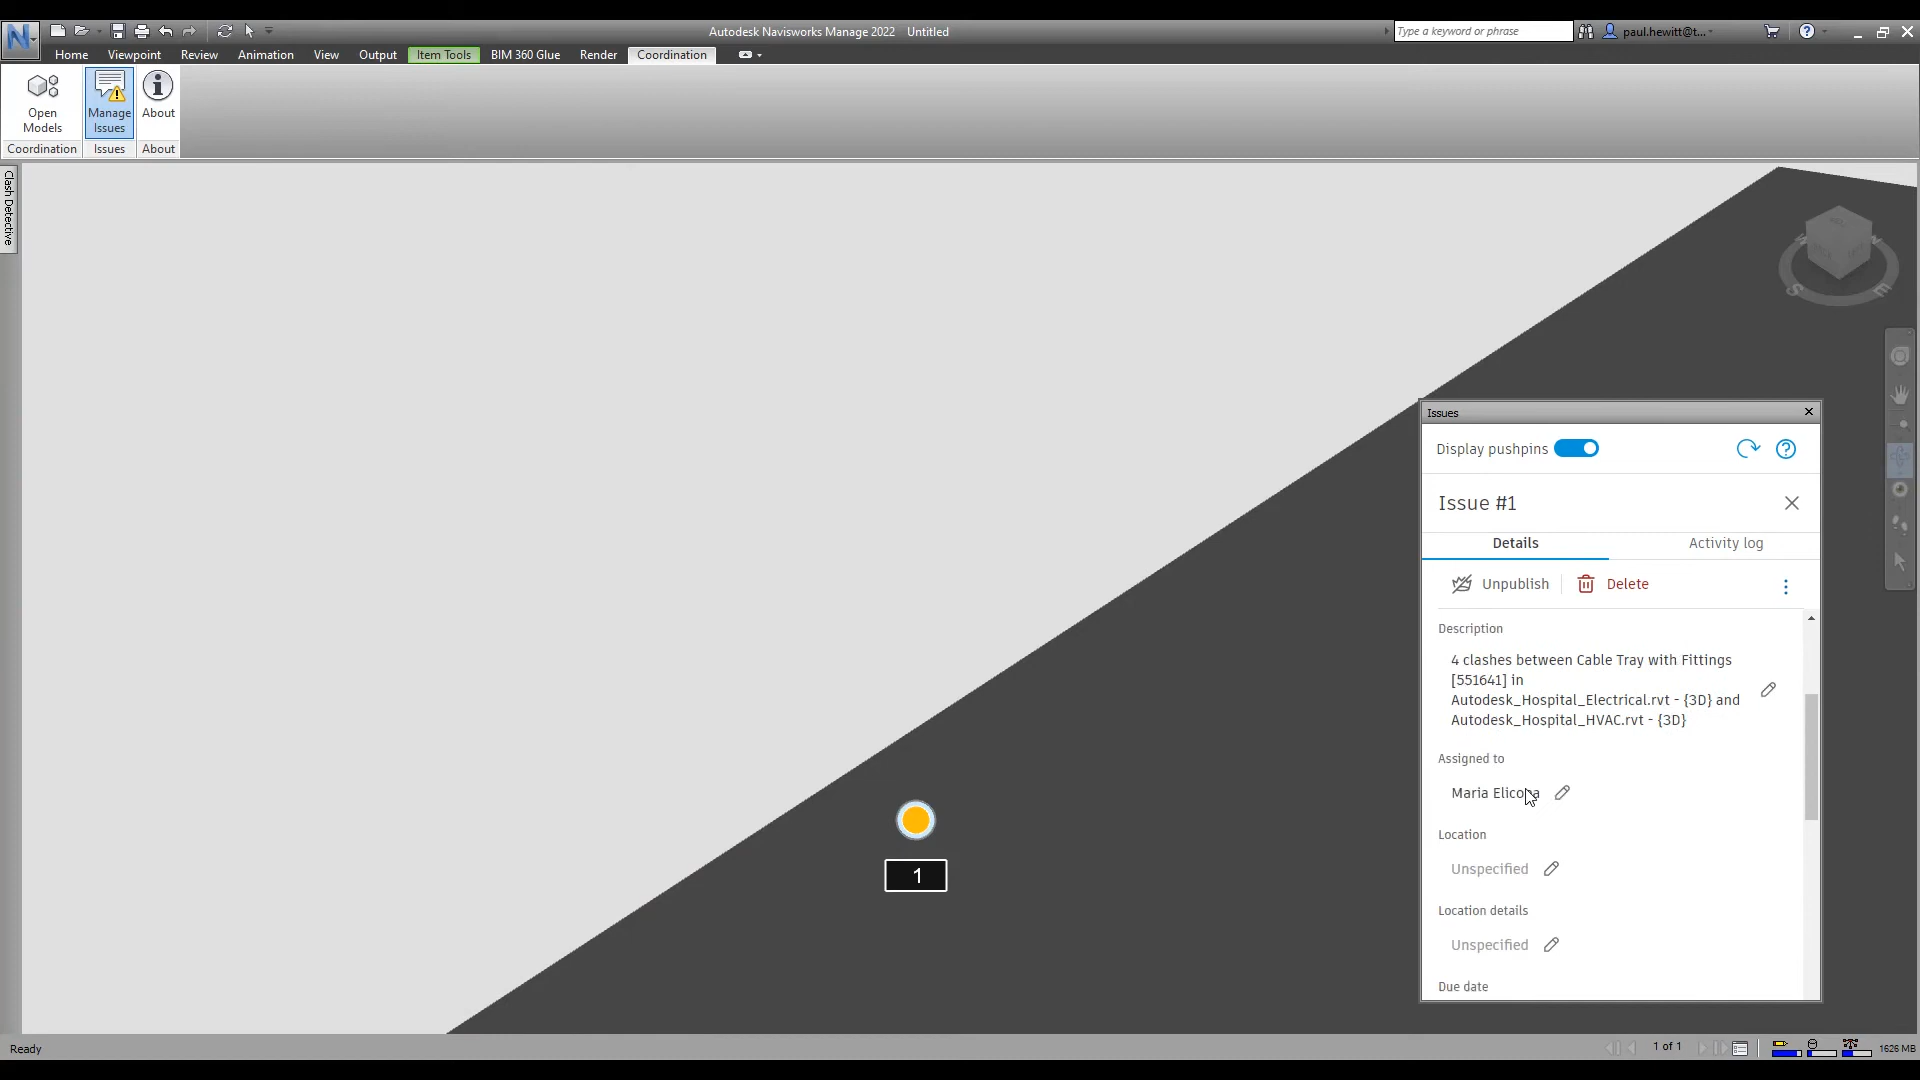 Autodesk Navisworks Manage 2022 Untitled
Type a keyword or phrase
paul.hewitt@t...
Home Viewpoint Review Animation View Output Item Tools BIM 360 Glue Render Coordination
Open Models
Manage Issues
About
Coordination Issues About
Clash Detective
Issues
Display pushpins
Issue #1
Details Activity log
Unpublish Delete
Description
4 clashes between Cable Tray with Fittings
[551641] in
Autodesk_Hospital_Electrical.rvt - {3D} and
Autodesk_Hospital_HVAC.rvt - {3D}
Assigned to
Maria
Location
Unspecified
Location details
Unspecified
Due date
1
Ready
1 of 1
1626 MB